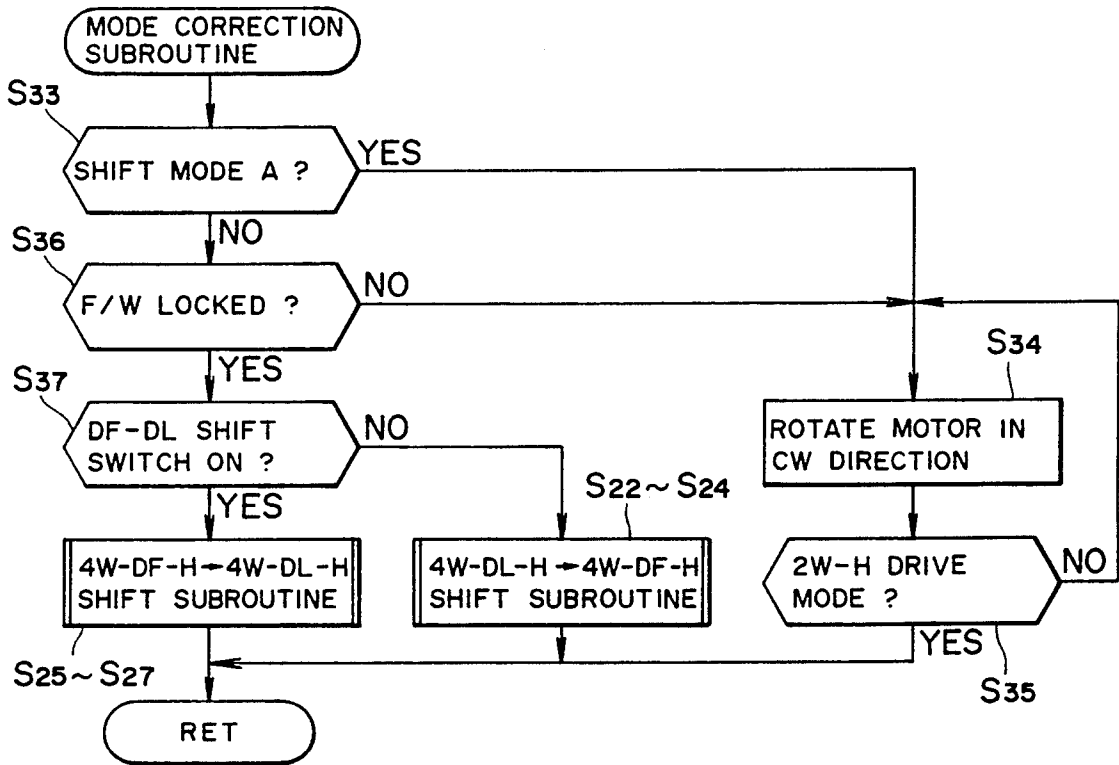 MODE CORRECTION
SUBROUTINE
S33
SHIFT MODE A ?
YES
NO
S36
F/W LOCKED ?
NO
YES
S37
DF-DL SHIFT
SWITCH ON ?
NO
YES
S34
ROTATE MOTOR IN
CW DIRECTION
S22~S24
4W-DF-H→4W-DL-H
SHIFT SUBROUTINE
S25~S27
4W-DL-H→4W-DF-H
SHIFT SUBROUTINE
2W-H DRIVE
MODE ?
NO
YES
S35
RET